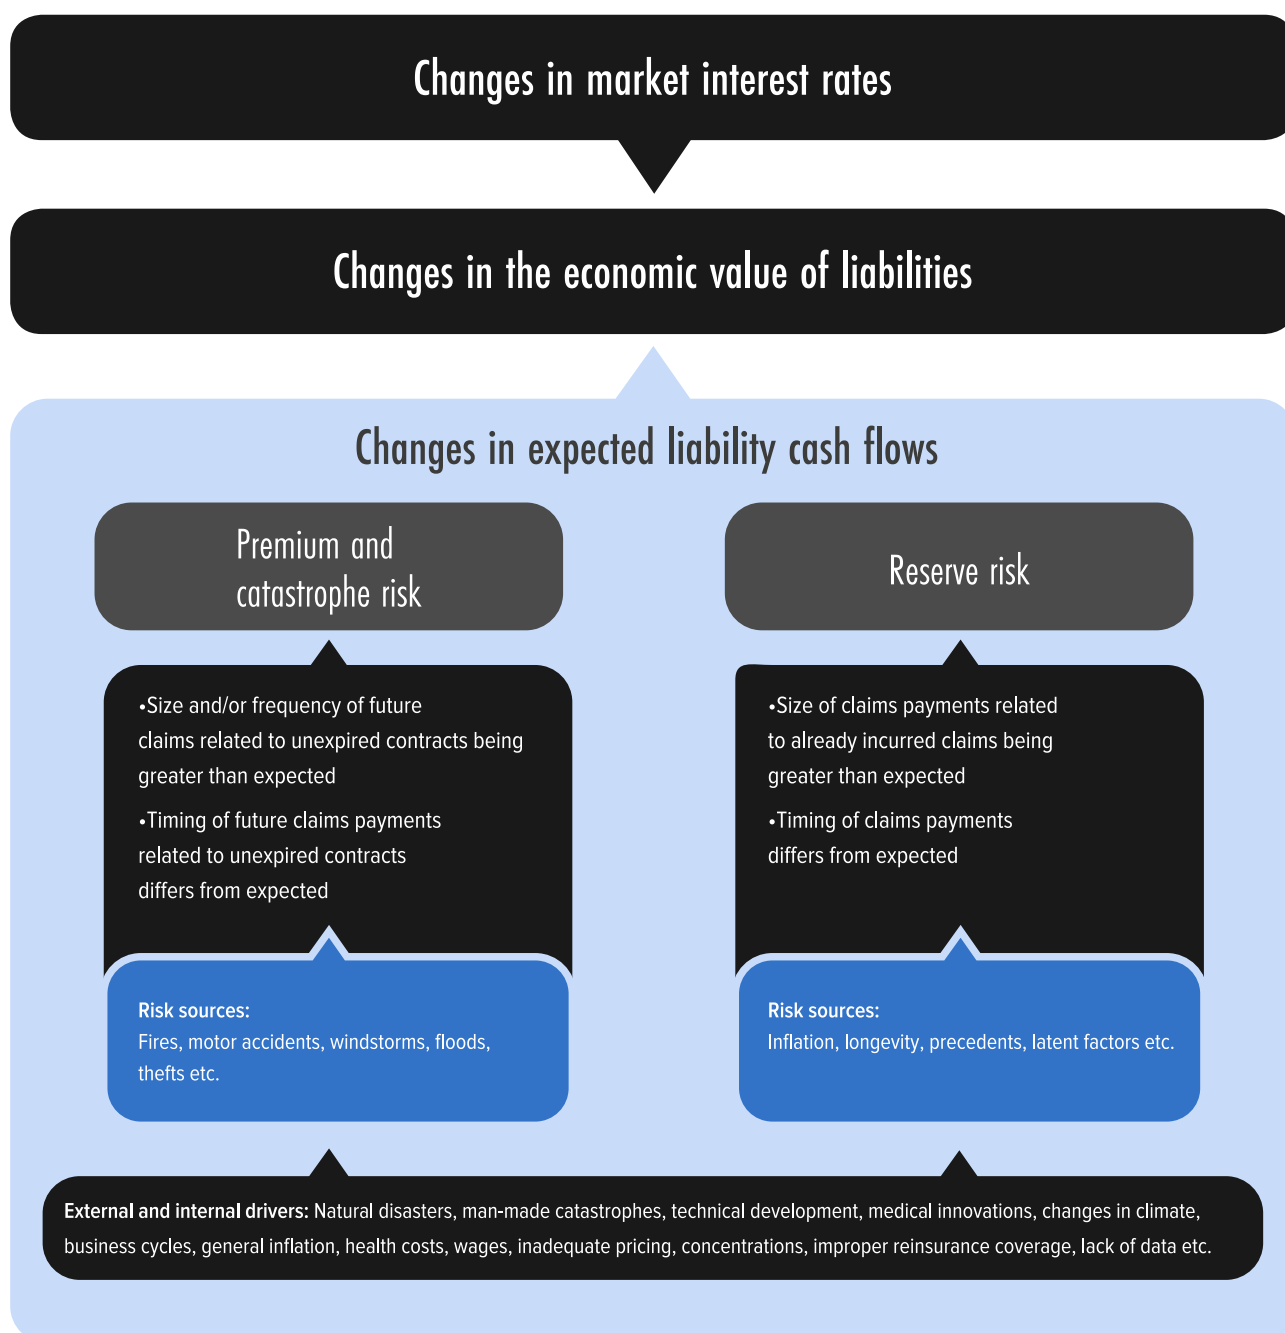 Changes in market interest rates
Changes in the economic value of liabilities
Changes in expected liability cash flows
Premium and
catastrophe risk
•Size and/or frequency of future
claims related to unexpired contracts being
greater than expected
•Timing of future claims payments
related to unexpired contracts
differs from expected
Risk sources:
Fires, motor accidents, windstorms, floods,
thefts etc.
Reserve risk
•Size of claims payments related
to already incurred claims being
greater than expected
•Timing of claims payments
differs from expected
Risk sources:
Inflation, longevity, precedents, latent factors etc.
External and internal drivers: Natural disasters, man-made catastrophes, technical development, medical innovations, changes in climate,
business cycles, general inflation, health costs, wages, inadequate pricing, concentrations, improper reinsurance coverage, lack of data etc.